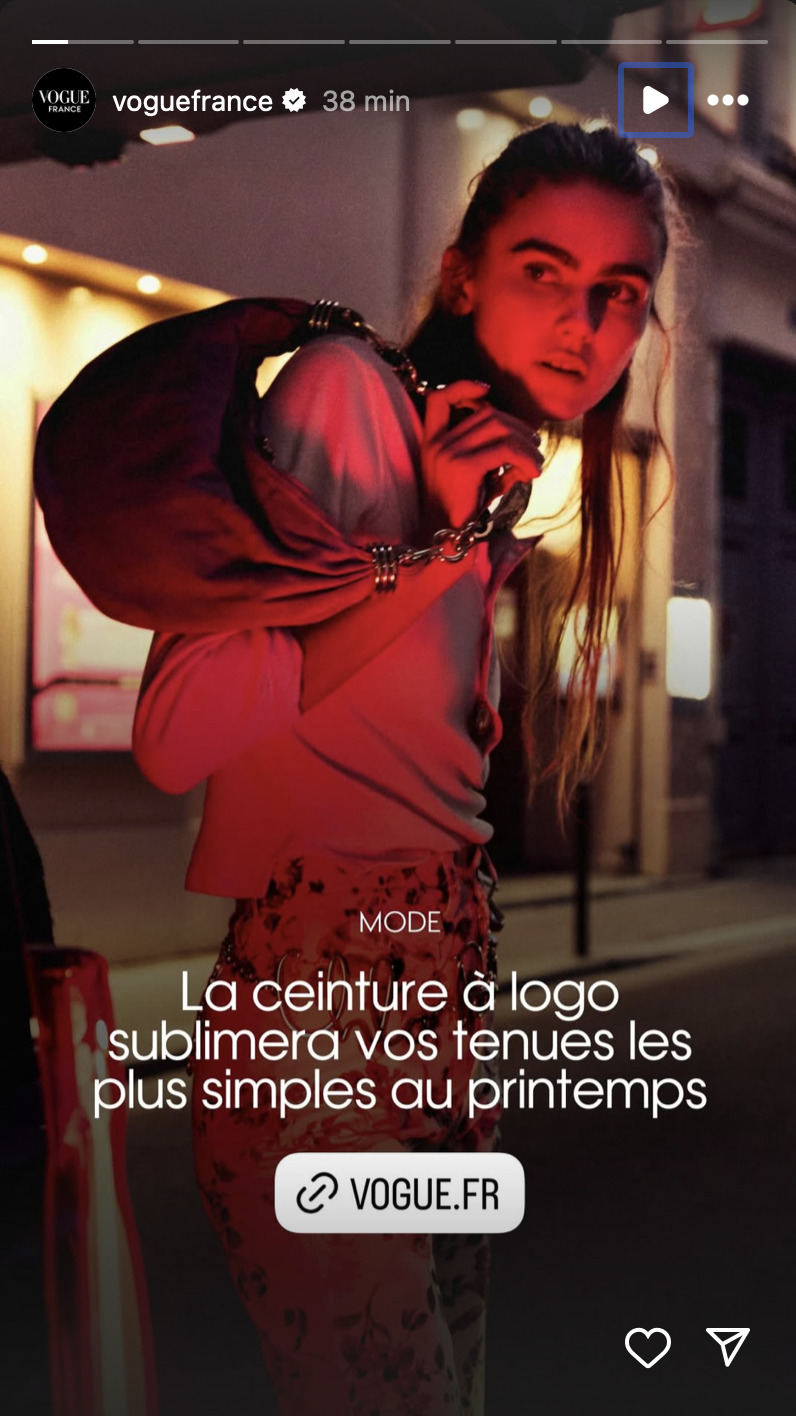 VOGUE
FRANCE
voguefrance 38 min
MODE
La ceinture à logo
sublimera vos tenues les
plus simples au printemps
VOGUE.FR